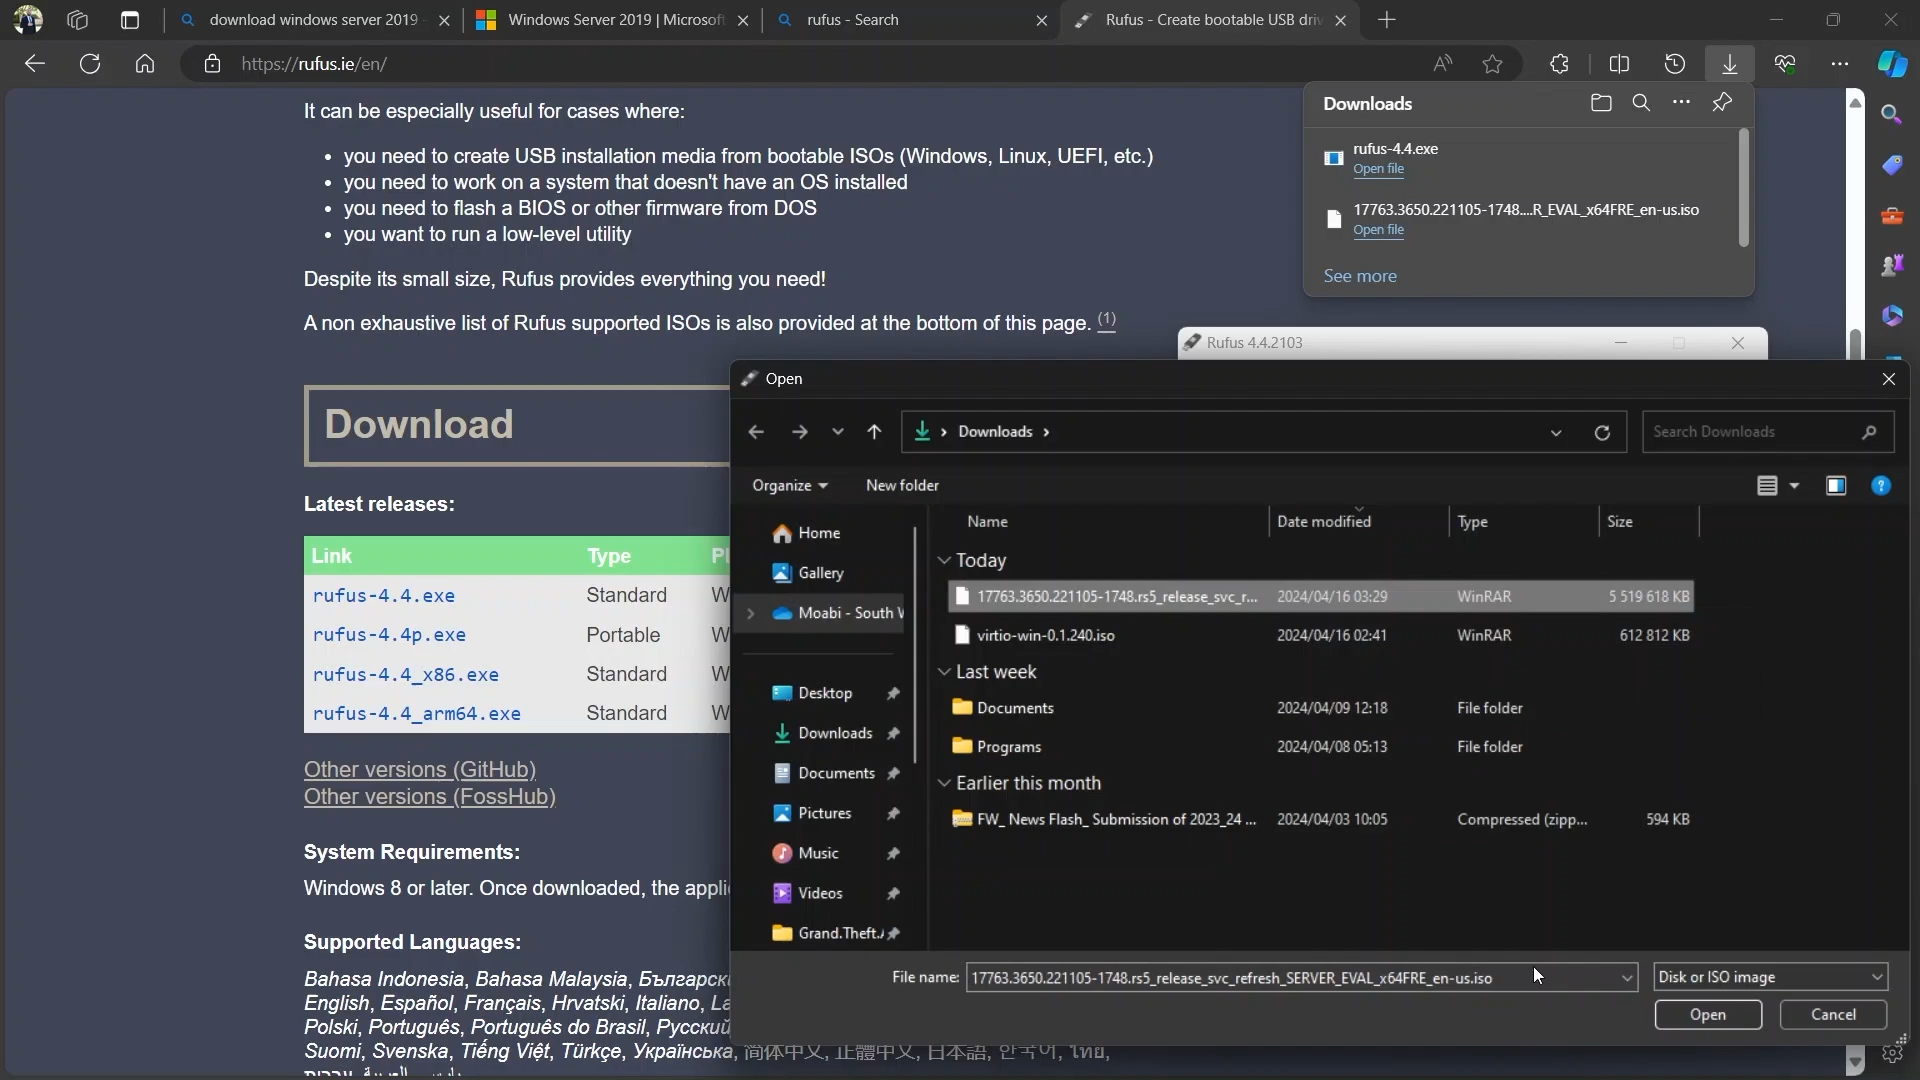 download windows server 2019 -
Windows Server 2019 | Microsoft
rufus - Search
Rufus - Create bootable USB driv
https://rufus.ie/en/
It can be especially useful for cases where:
• you need to create USB installation media from bootable ISOs (Windows, Linux, UEFI, etc.)
• you need to work on a system that doesn't have an OS installed
• you need to flash a BIOS or other firmware from DOS
• you want to run a low-level utility
Despite its small size, Rufus provides everything you need!
A non exhaustive list of Rufus supported ISOs is also provided at the bottom of this page. (1)
Downloads
rufus-4.4.exe
Open file
17763.3650.221105-1748....R_EVAL_x64FRE_en-us.iso
Open file
See more
Rufus 4.4.2103
Download
Latest releases:
Link Type Pl
rufus-4.4.exe Standard W
rufus-4.4p.exe Portable W
rufus-4.4_x86.exe Standard W
rufus-4.4_arm64.exe Standard W
Other versions (GitHub)
Other versions (FossHub)
System Requirements:
Windows 8 or later. Once downloaded, the appli
Supported Languages:
Bahasa Indonesia, Bahasa Malaysia, Българскі
English, Español, Français, Hrvatski, Italiano, La
Polski, Português, Português do Brasil, Русский
Suomi, Svenska, Tiếng Việt, Türkçe, Українська, 简体中文, 正體中文, 日本語, 한국어, ไทย,
Open
Downloads
Search Downloads
Organize
New folder
Home
Gallery
Moabi - South W
Desktop
Downloads
Documents
Pictures
Music
Videos
Grand.Theft.A
Name Date modified Type Size
Today
17763.3650.221105-1748.rs5_release_svc_r... 2024/04/16 03:29 WinRAR 5 519 618 KB
virtio-win-0.1.240.iso 2024/04/16 02:41 WinRAR 612 812 KB
Last week
Documents 2024/04/09 12:18 File folder
Programs 2024/04/08 05:13 File folder
Earlier this month
FW_ News Flash_ Submission of 2023_24 ... 2024/04/03 10:05 Compressed (zipp... 594 KB
File name: 17763.3650.221105-1748.rs5_release_svc_refresh_SERVER_EVAL_x64FRE_en-us.iso
Disk or ISO image
Open
Cancel